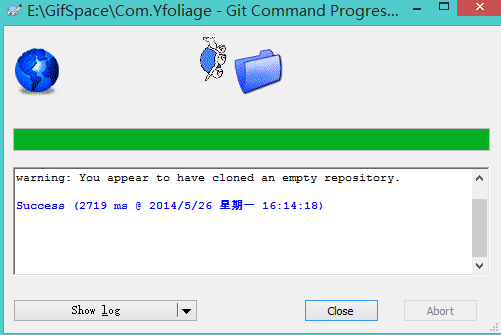 E:\GifSpace\Com.Yfoliage - Git Command Progres...
warning: You appear to have cloned an empty repository.
Success (2719 ms @ 2014/5/26 星期一 16:14:18)
Show log
Close
Abort